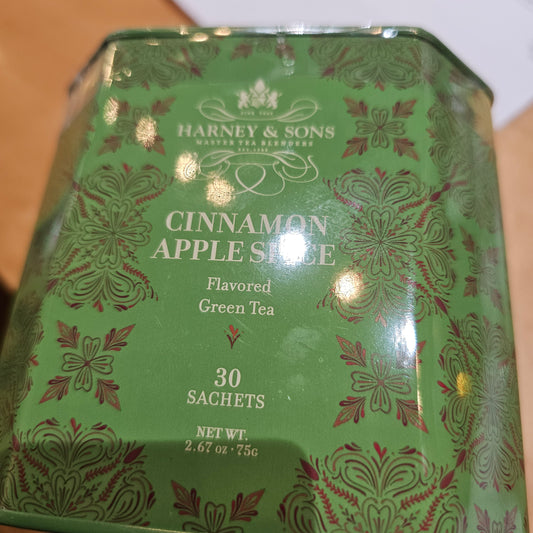 HARNEY & SONS
MASTER TEA BLENDERS
CINNAMON
APPLE SPICE
Flavored
Green Tea
30
SACHETS
NET WT.
2.67 OZ · 75G